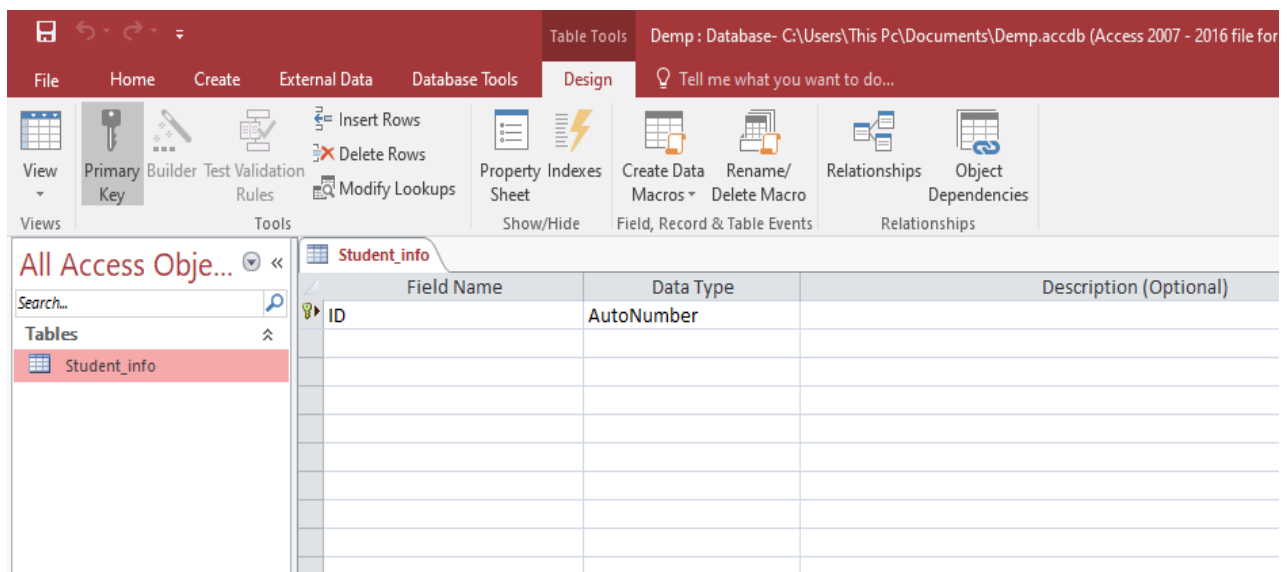 Table Tools Demp : Database- C:\Users\This Pc\Documents\Demp.accdb (Access 2007 - 2016 file for
File Home Create External Data Database Tools Design Tell me what you want to do...
View
Primary Key
Builder
Test Validation Rules
Insert Rows
Delete Rows
Modify Lookups
Property Sheet
Indexes
Create Data Macros
Rename/ Delete Macro
Relationships
Object Dependencies
Views Tools Show/Hide Field, Record & Table Events Relationships
All Access Obje... «
Search...
Tables
Student_info
Student_info
Field Name Data Type Description (Optional)
ID AutoNumber